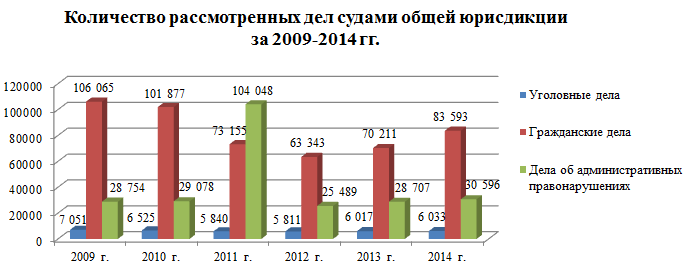 Количество рассмотренных дел судами общей юрисдикции
за 2009-2014 гг.
120000
100000
80000
60000
40000
20000
0
106 065
101 877
104 048
73 155
63 343
70 211
83 593
7 051
28 754
6 525
29 078
5 840
5 811
25 489
6 017
28 707
6 033
30 596
2009 г.
2010 г.
2011 г.
2012 г.
2013 г.
2014 г.
Уголовные дела
Гражданские дела
Дела об административных
правонарушениях